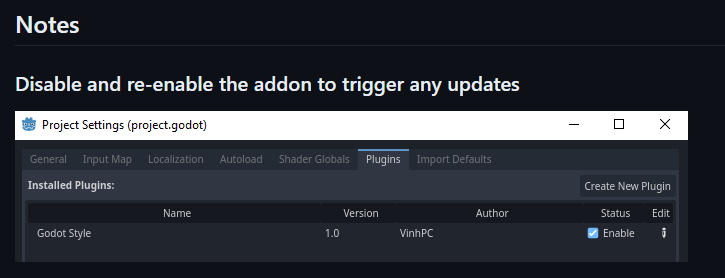 Notes
Disable and re-enable the addon to trigger any updates
Project Settings (project.godot)
General Input Map Localization Autoload Shader Globals Plugins Import Defaults
Installed Plugins: Create New Plugin
Name Version Author Status Edit
Godot Style 1.0 VinhPC Enable